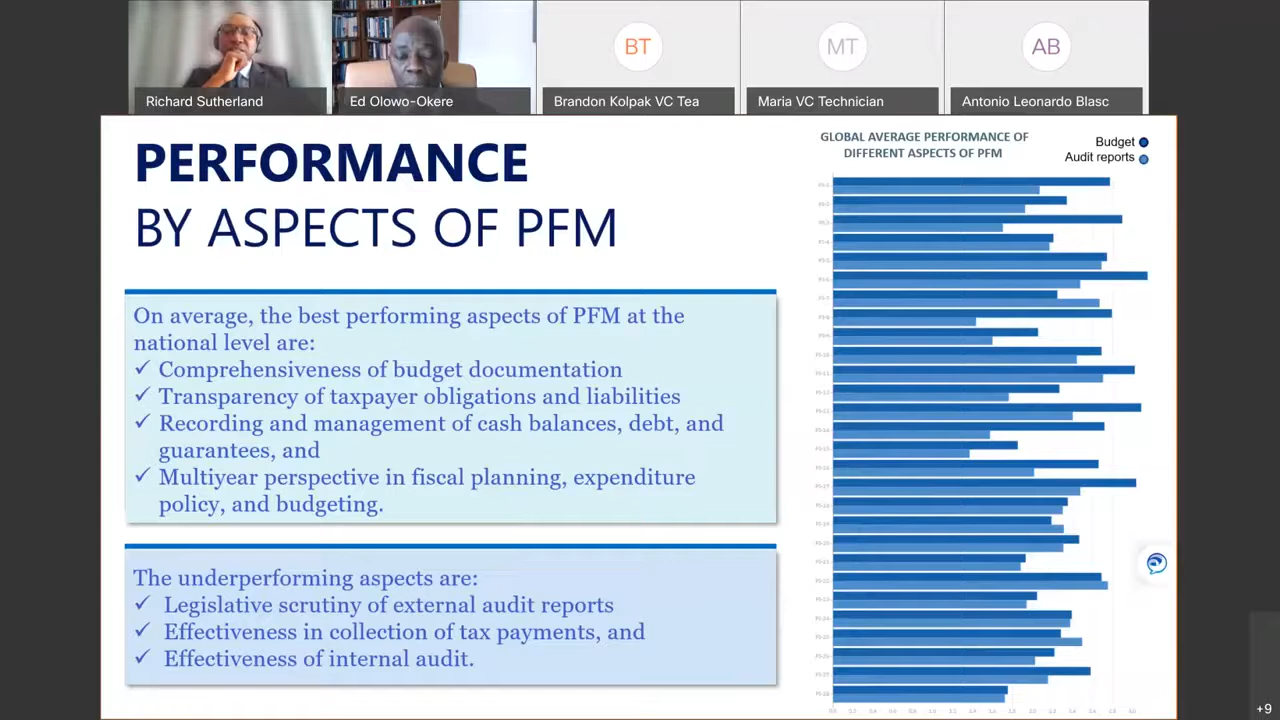 BT
MT
AB
Richard Sutherland
Ed Olowo-Okere
Brandon Kolpak VC Tea
Maria VC Technician
Antonio Leonardo Blasc
PERFORMANCE
BY ASPECTS OF PFM
On average, the best performing aspects of PFM at the
national level are:
✓ Comprehensiveness of budget documentation
✓ Transparency of taxpayer obligations and liabilities
✓ Recording and management of cash balances, debt, and
guarantees, and
✓ Multiyear perspective in fiscal planning, expenditure
policy, and budgeting.
The underperforming aspects are:
✓ Legislative scrutiny of external audit reports
✓ Effectiveness in collection of tax payments, and
✓ Effectiveness of internal audit.
GLOBAL AVERAGE PERFORMANCE OF
DIFFERENT ASPECTS OF PFM
Budget
Audit reports
+9